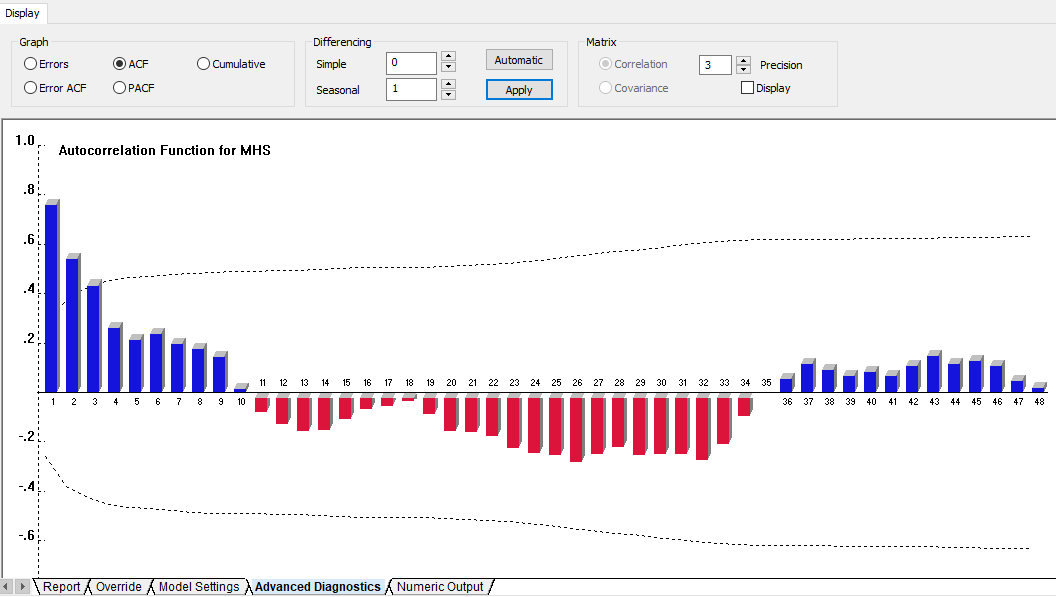 Display
Graph
Errors ACF Cumulative
Error ACF PACF
Differencing
Simple 0 Automatic
Seasonal 1 Apply
Matrix
Correlation 3 Precision
Covariance Display
Autocorrelation Function for MHS
1.0
.8
.6
.4
.2
11 12 13 14 15 16 17 18 19 20 21 22 23 24 25 26 27 28 29 30 31 32 33 34 35
1 2 3 4 5 6 7 8 9 10 36 37 38 39 40 41 42 43 44 45 46 47 48
-.2
-.4
-.6
Report Override Model Settings Advanced Diagnostics Numeric Output